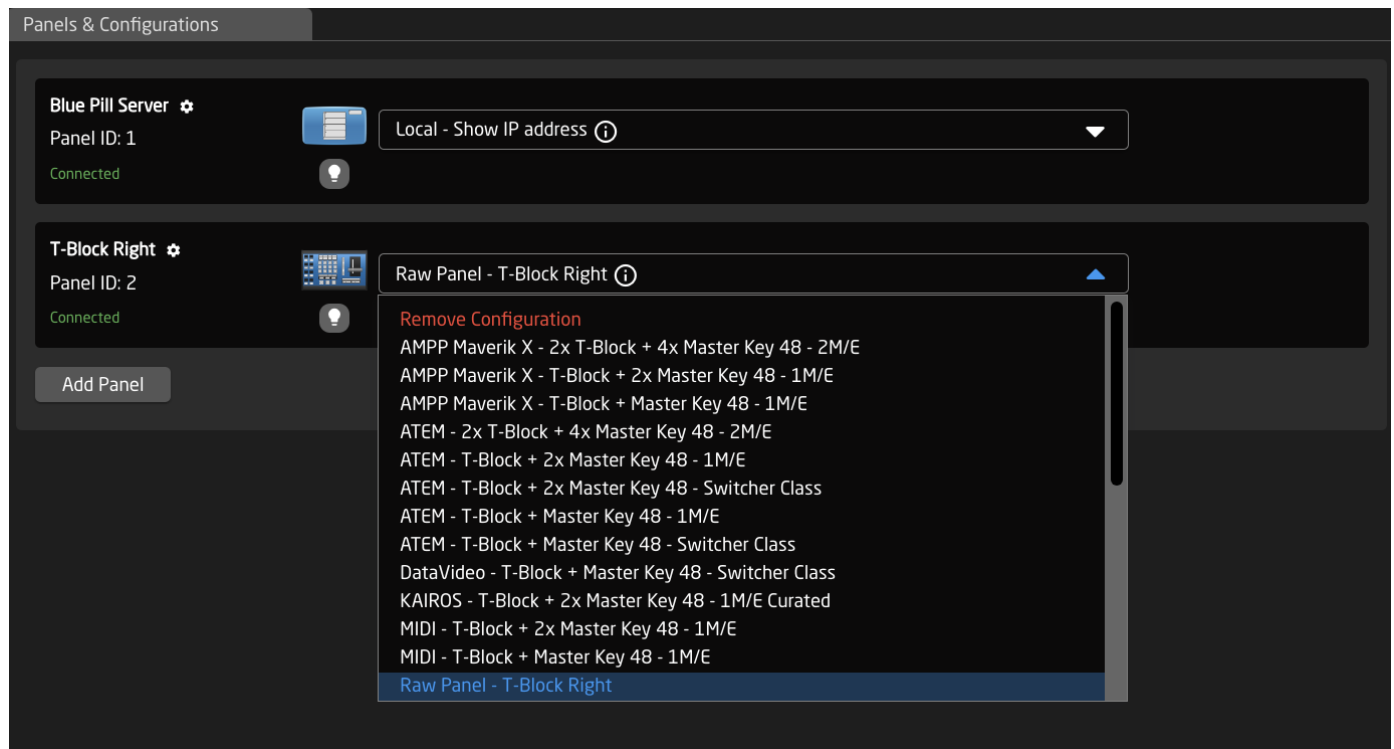 Panels & Configurations
Blue Pill Server
Panel ID: 1
Connected
Local - Show IP address
T-Block Right
Panel ID: 2
Connected
Raw Panel - T-Block Right
Remove Configuration
AMPP Maverik X - 2x T-Block + 4x Master Key 48 - 2M/E
AMPP Maverik X - T-Block + 2x Master Key 48 - 1M/E
AMPP Maverik X - T-Block + Master Key 48 - 1M/E
ATEM - 2x T-Block + 4x Master Key 48 - 2M/E
ATEM - T-Block + 2x Master Key 48 - 1M/E
ATEM - T-Block + 2x Master Key 48 - Switcher Class
ATEM - T-Block + Master Key 48 - 1M/E
ATEM - T-Block + Master Key 48 - Switcher Class
DataVideo - T-Block + Master Key 48 - Switcher Class
KAIROS - T-Block + 2x Master Key 48 - 1M/E Curated
MIDI - T-Block + 2x Master Key 48 - 1M/E
MIDI - T-Block + Master Key 48 - 1M/E
Raw Panel - T-Block Right
Add Panel